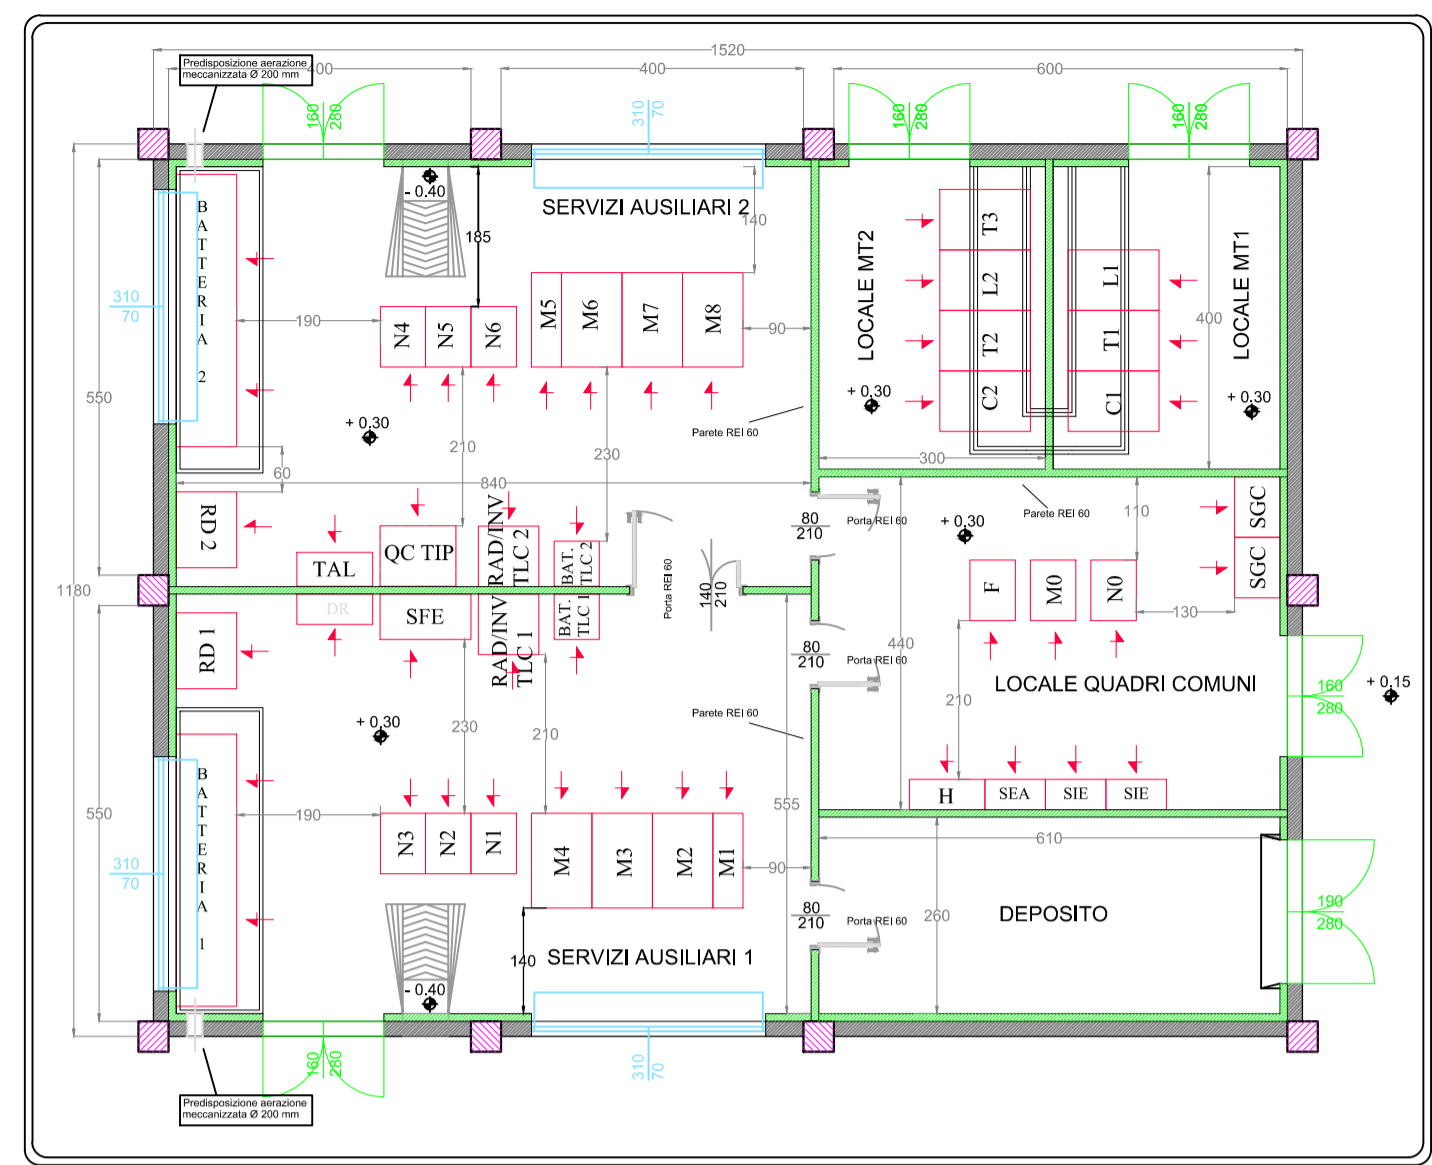 1520
Predisposizione aerazione
meccanizzata Ø 200 mm
400
400
600
160
280
310
70
160
280
160
280
- 0.40
185
SERVIZI AUSILIARI 2
140
BATTERIA 2
310
70
190
N4
N5
N6
M5
M6
M7
M8
90
LOCALE MT2
T3
L2
T2
C2
L1
T1
C1
LOCALE MT1
400
+ 0.30
+ 0.30
+ 0.30
550
210
230
Parete REI 60
300
60
840
RD 2
TAL
QC TIP
RAD/INV
TLC 2
BAT.
TLC 2
80
210
Porta REI 60
+ 0.30
Parete REI 60
110
SGC
SGC
1180
DR
SFE
RAD/INV
TLC 1
BAT.
TLC 1
Porta REI 60
140
210
F
M0
N0
130
RD 1
80
210
Porta REI 60
440
LOCALE QUADRI COMUNI
160
280
+ 0.15
+ 0.30
230
210
Parete REI 60
210
BATTERIA 1
H
SEA
SIE
SIE
550
190
555
N3
N2
N1
M4
M3
M2
M1
90
610
310
70
80
210
Porta REI 60
260
DEPOSITO
190
280
140
SERVIZI AUSILIARI 1
- 0.40
160
280
310
70
Predisposizione aerazione
meccanizzata Ø 200 mm